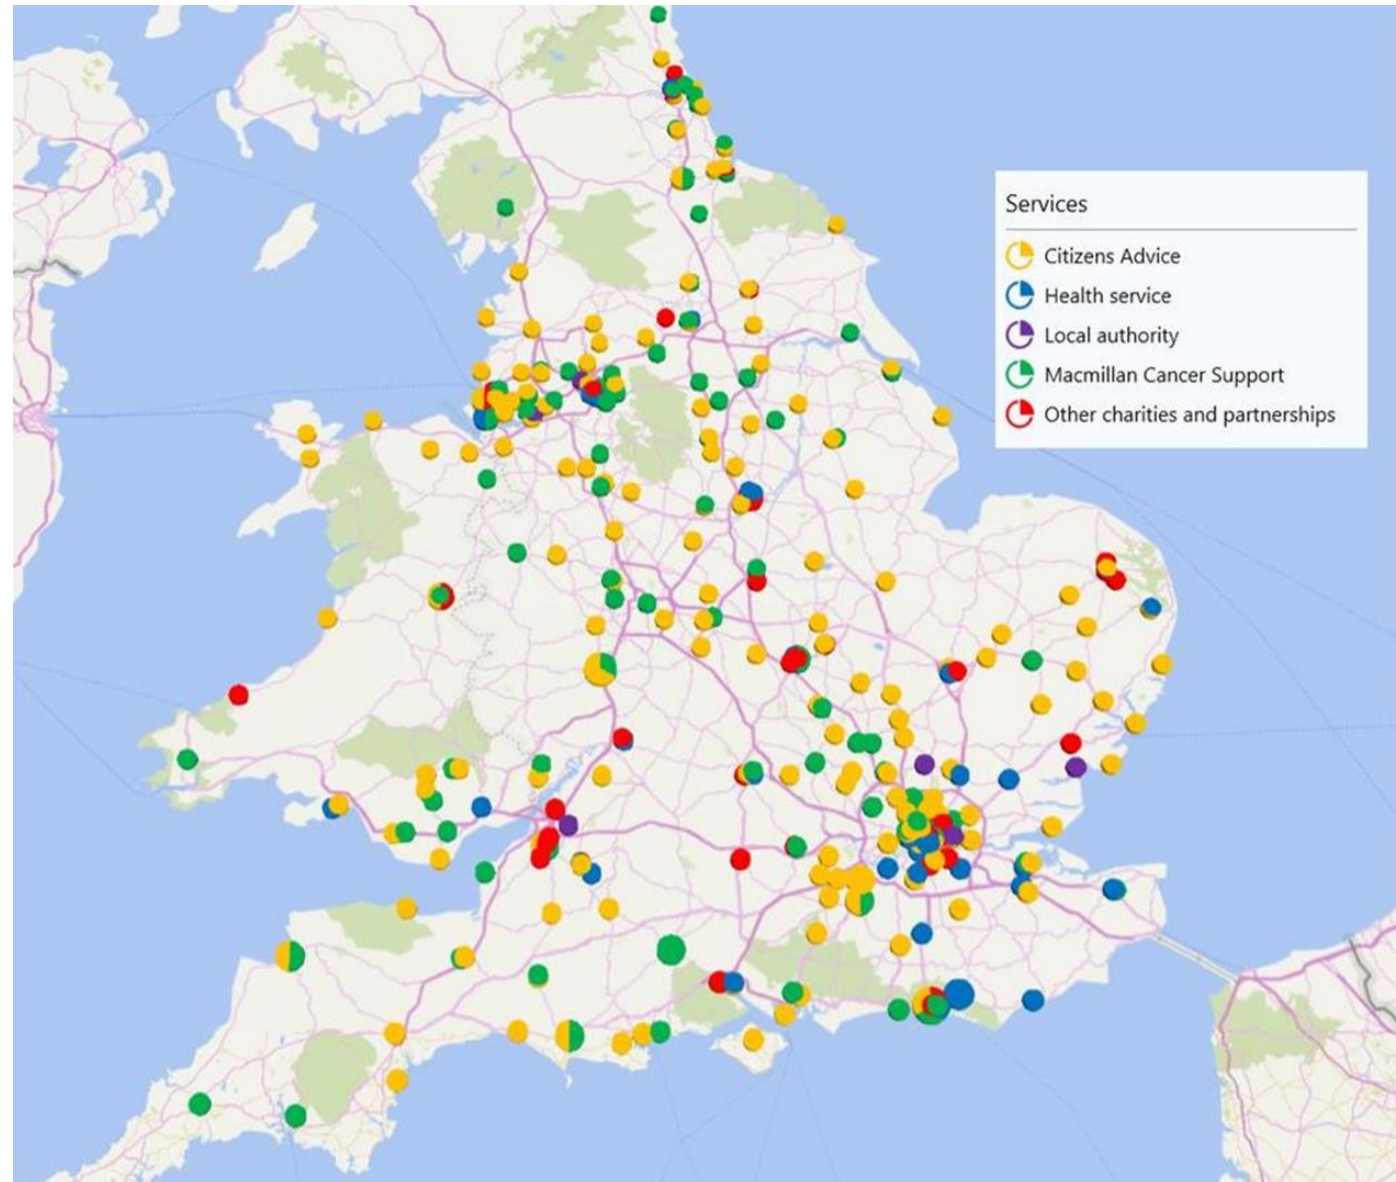 Services
Citizens Advice
Health service
Local authority
Macmillan Cancer Support
Other charities and partnerships